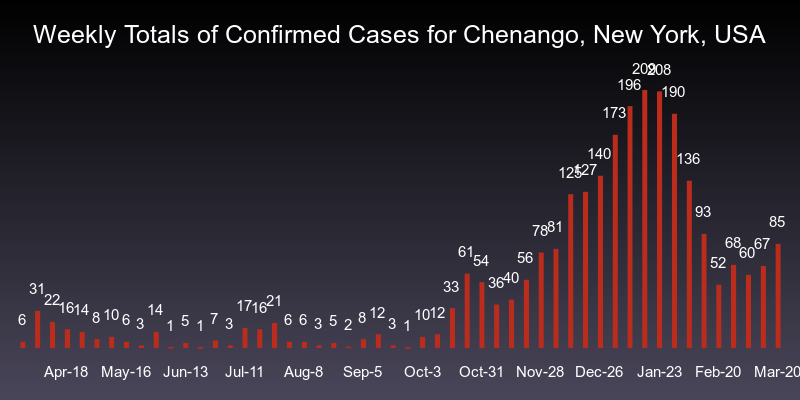 Weekly Totals of Confirmed Cases for Chenango, New York, USA
6 31 22 16 14 8 10 6 3 14 1 5 1 7 3 17 16 21 6 6 3 5 2 8 12 3 1 10 12 33 61 54 36 40 56 78 81 125 127 140 173 196 209 208 190 136 93 52 68 60 67 85
Apr-18 May-16 Jun-13 Jul-11 Aug-8 Sep-5 Oct-3 Oct-31 Nov-28 Dec-26 Jan-23 Feb-20 Mar-20